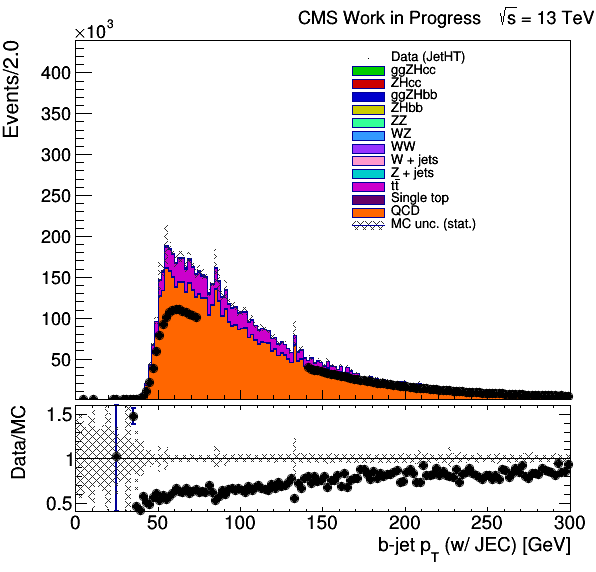 CMS Work in Progress √s = 13 TeV
×10³
Events/2.0
400
350
300
250
200
150
100
50
Data (JetHT)
ggZHcc
ZHcc
ggZHbb
ZHbb
ZZ
WZ
WW
W + jets
Z + jets
tt̄
Single top
QCD
MC unc. (stat.)
Data/MC
1.5
1
0.5
0 50 100 150 200 250 300
b-jet p_T (w/ JEC) [GeV]